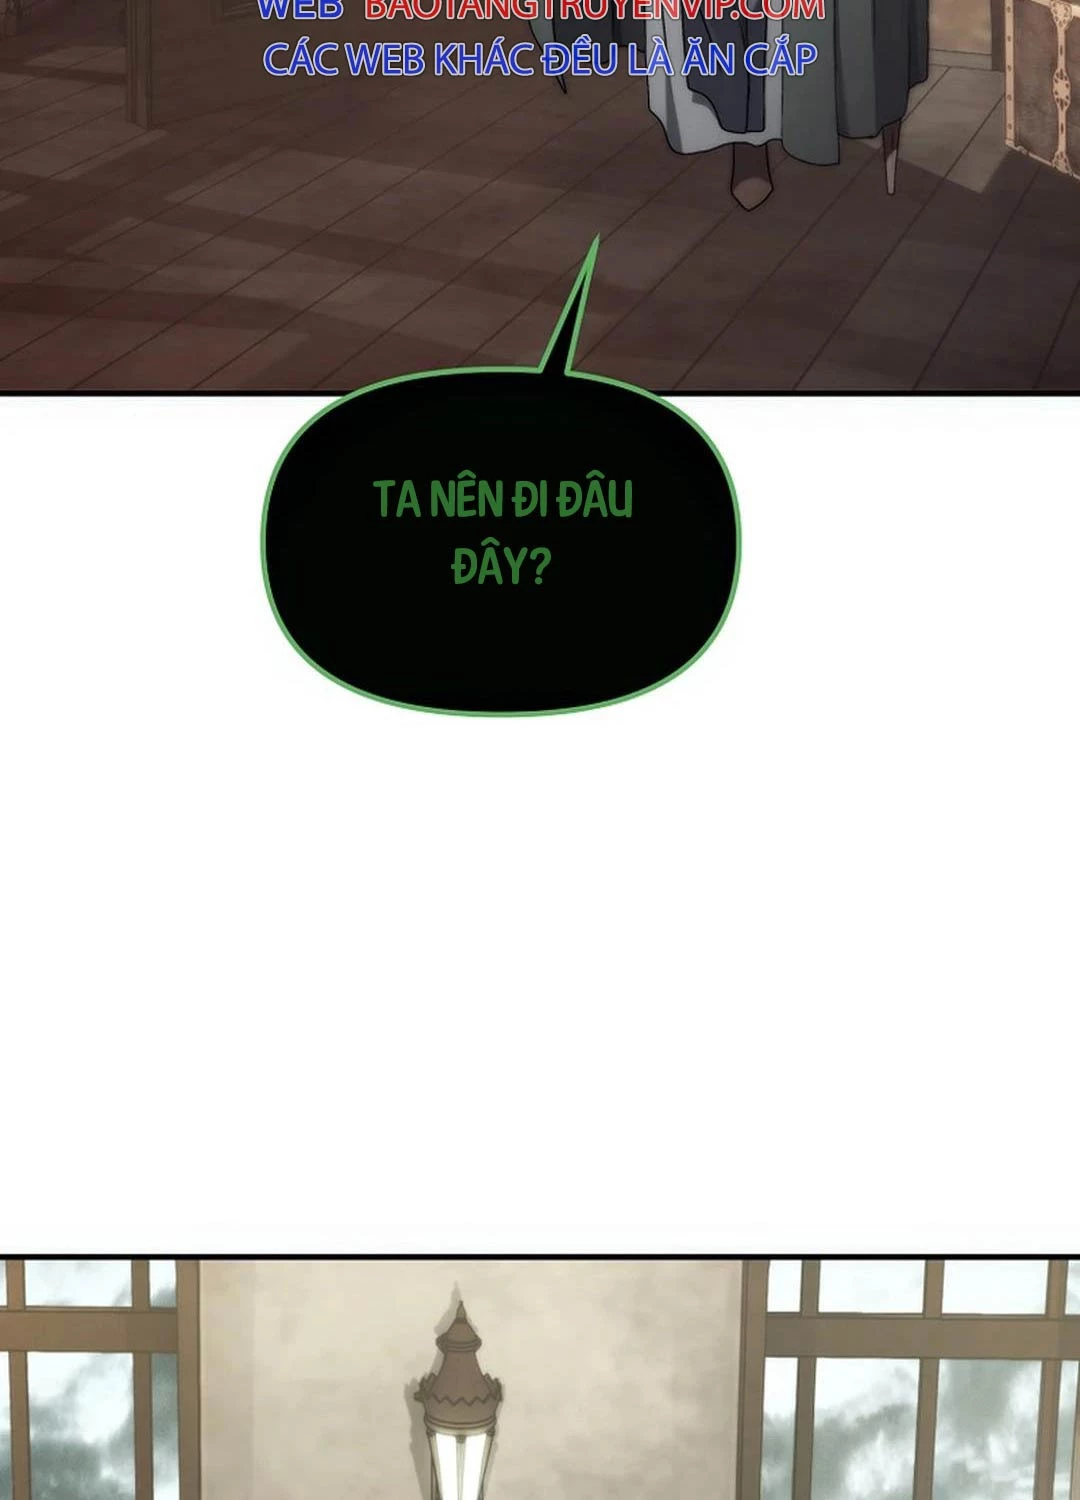 WEB BAOTANGTRUYENVIP.COM
CÁC WEB KHÁC ĐỀU LÀ ĂN CẮP
TA NÊN ĐI ĐÂU
ĐÂY?